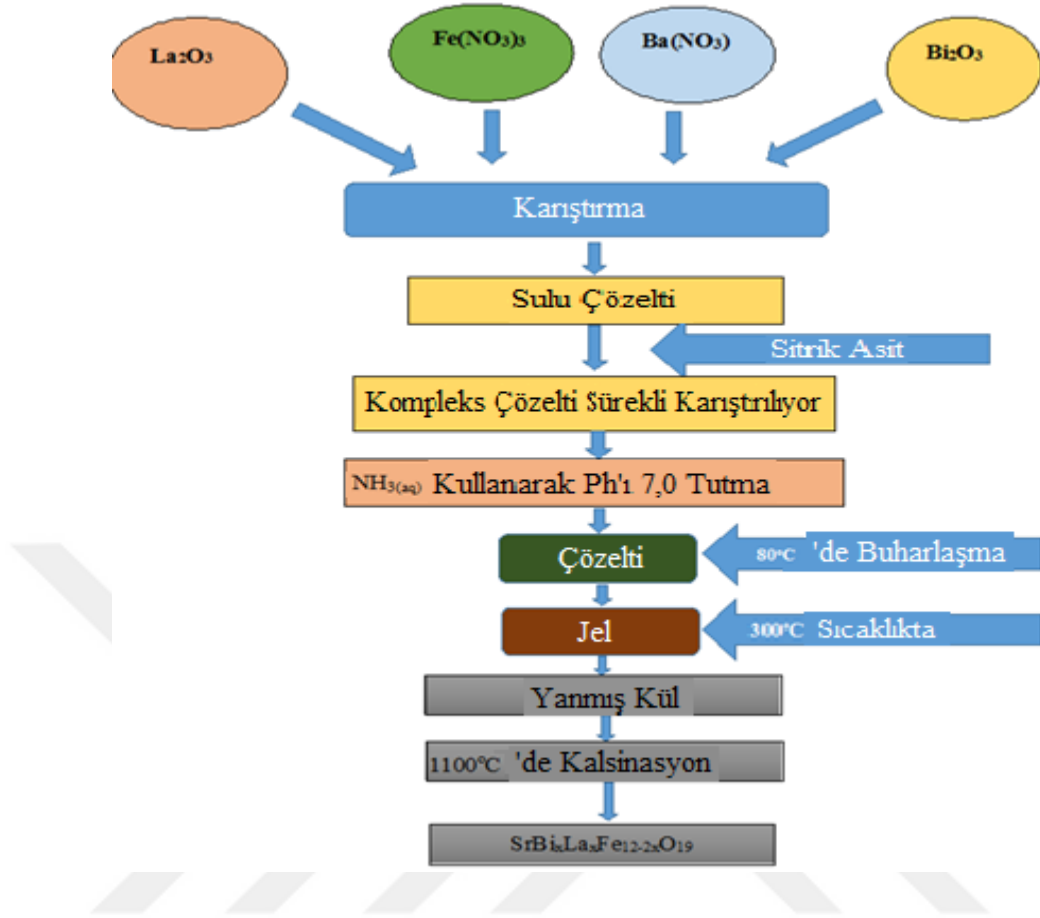 La₂O₃
Fe(NO₃)₃
Ba(NO₃)
Bi₂O₃
Karıştırma
Sulu Çözelti
Sitrik Asit
Kompleks Çözelti Sürekli Karıştırılıyor
NH₃(aq) Kullanarak Ph'ı 7,0 Tutma
Çözelti
80°C 'de Buharlaşma
Jel
300°C Sıcaklıkta
Yanmış Kül
1100°C 'de Kalsinasyon
SrBiₓLaₓFe₁₂₋₂ₓO₁₉